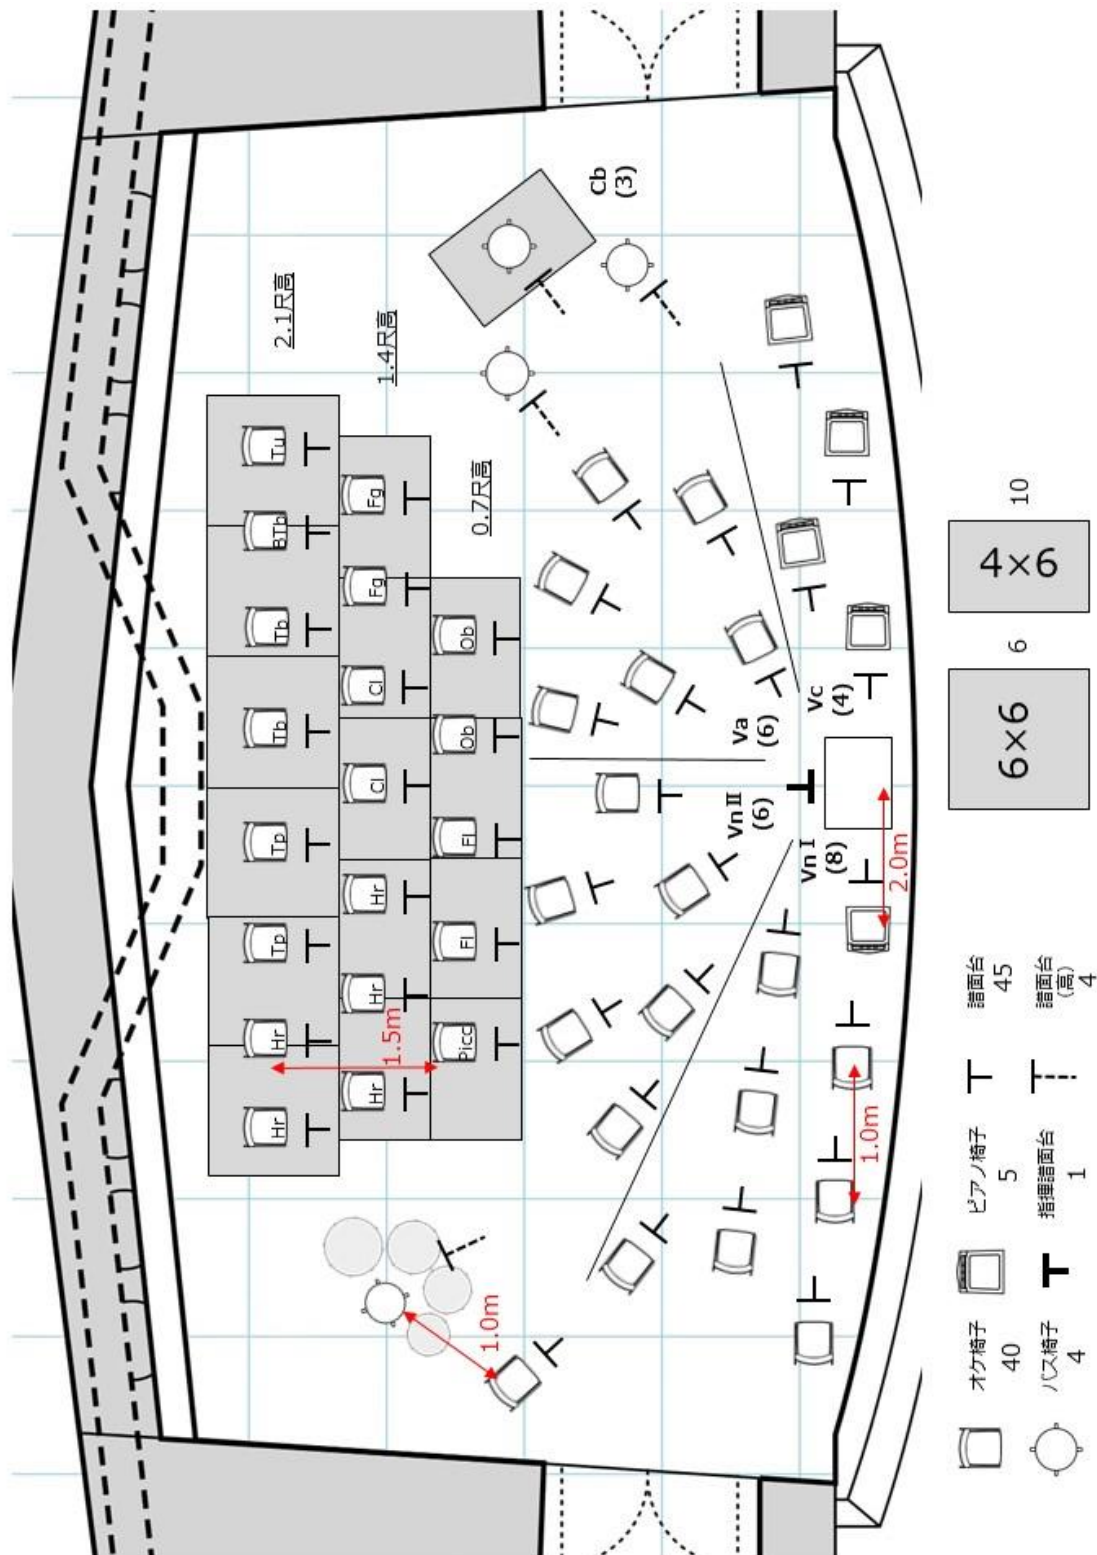 2.1尺高
1.4尺高
0.7尺高
Hr
Hr
Tp
Tp
Tb
Tb
BTb
Tu
Hr
Hr
Hr
Cl
Cl
Fg
Fg
Picc
Fl
Fl
Ob
Ob
1.5m
1.0m
Cb
(3)
VnⅡ
(6)
Va
(6)
VnⅠ
(8)
Vc
(4)
1.0m
2.0m
オケ椅子
40
ピアノ椅子
5
譜面台
45
バス椅子
4
指揮譜面台
1
譜面台
(高)
4
6×6
6
4×6
10